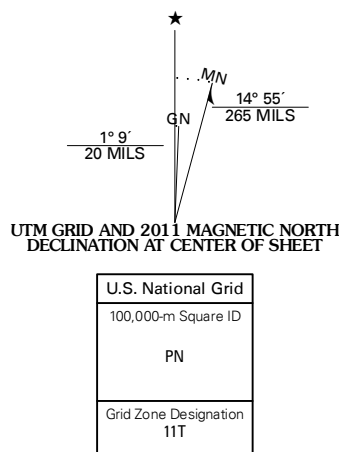 ★
MN
GN
14° 55´
265 MILS
1° 9´
20 MILS
UTM GRID AND 2011 MAGNETIC NORTH
DECLINATION AT CENTER OF SHEET
U.S. National Grid
100,000-m Square ID
PN
Grid Zone Designation
11T